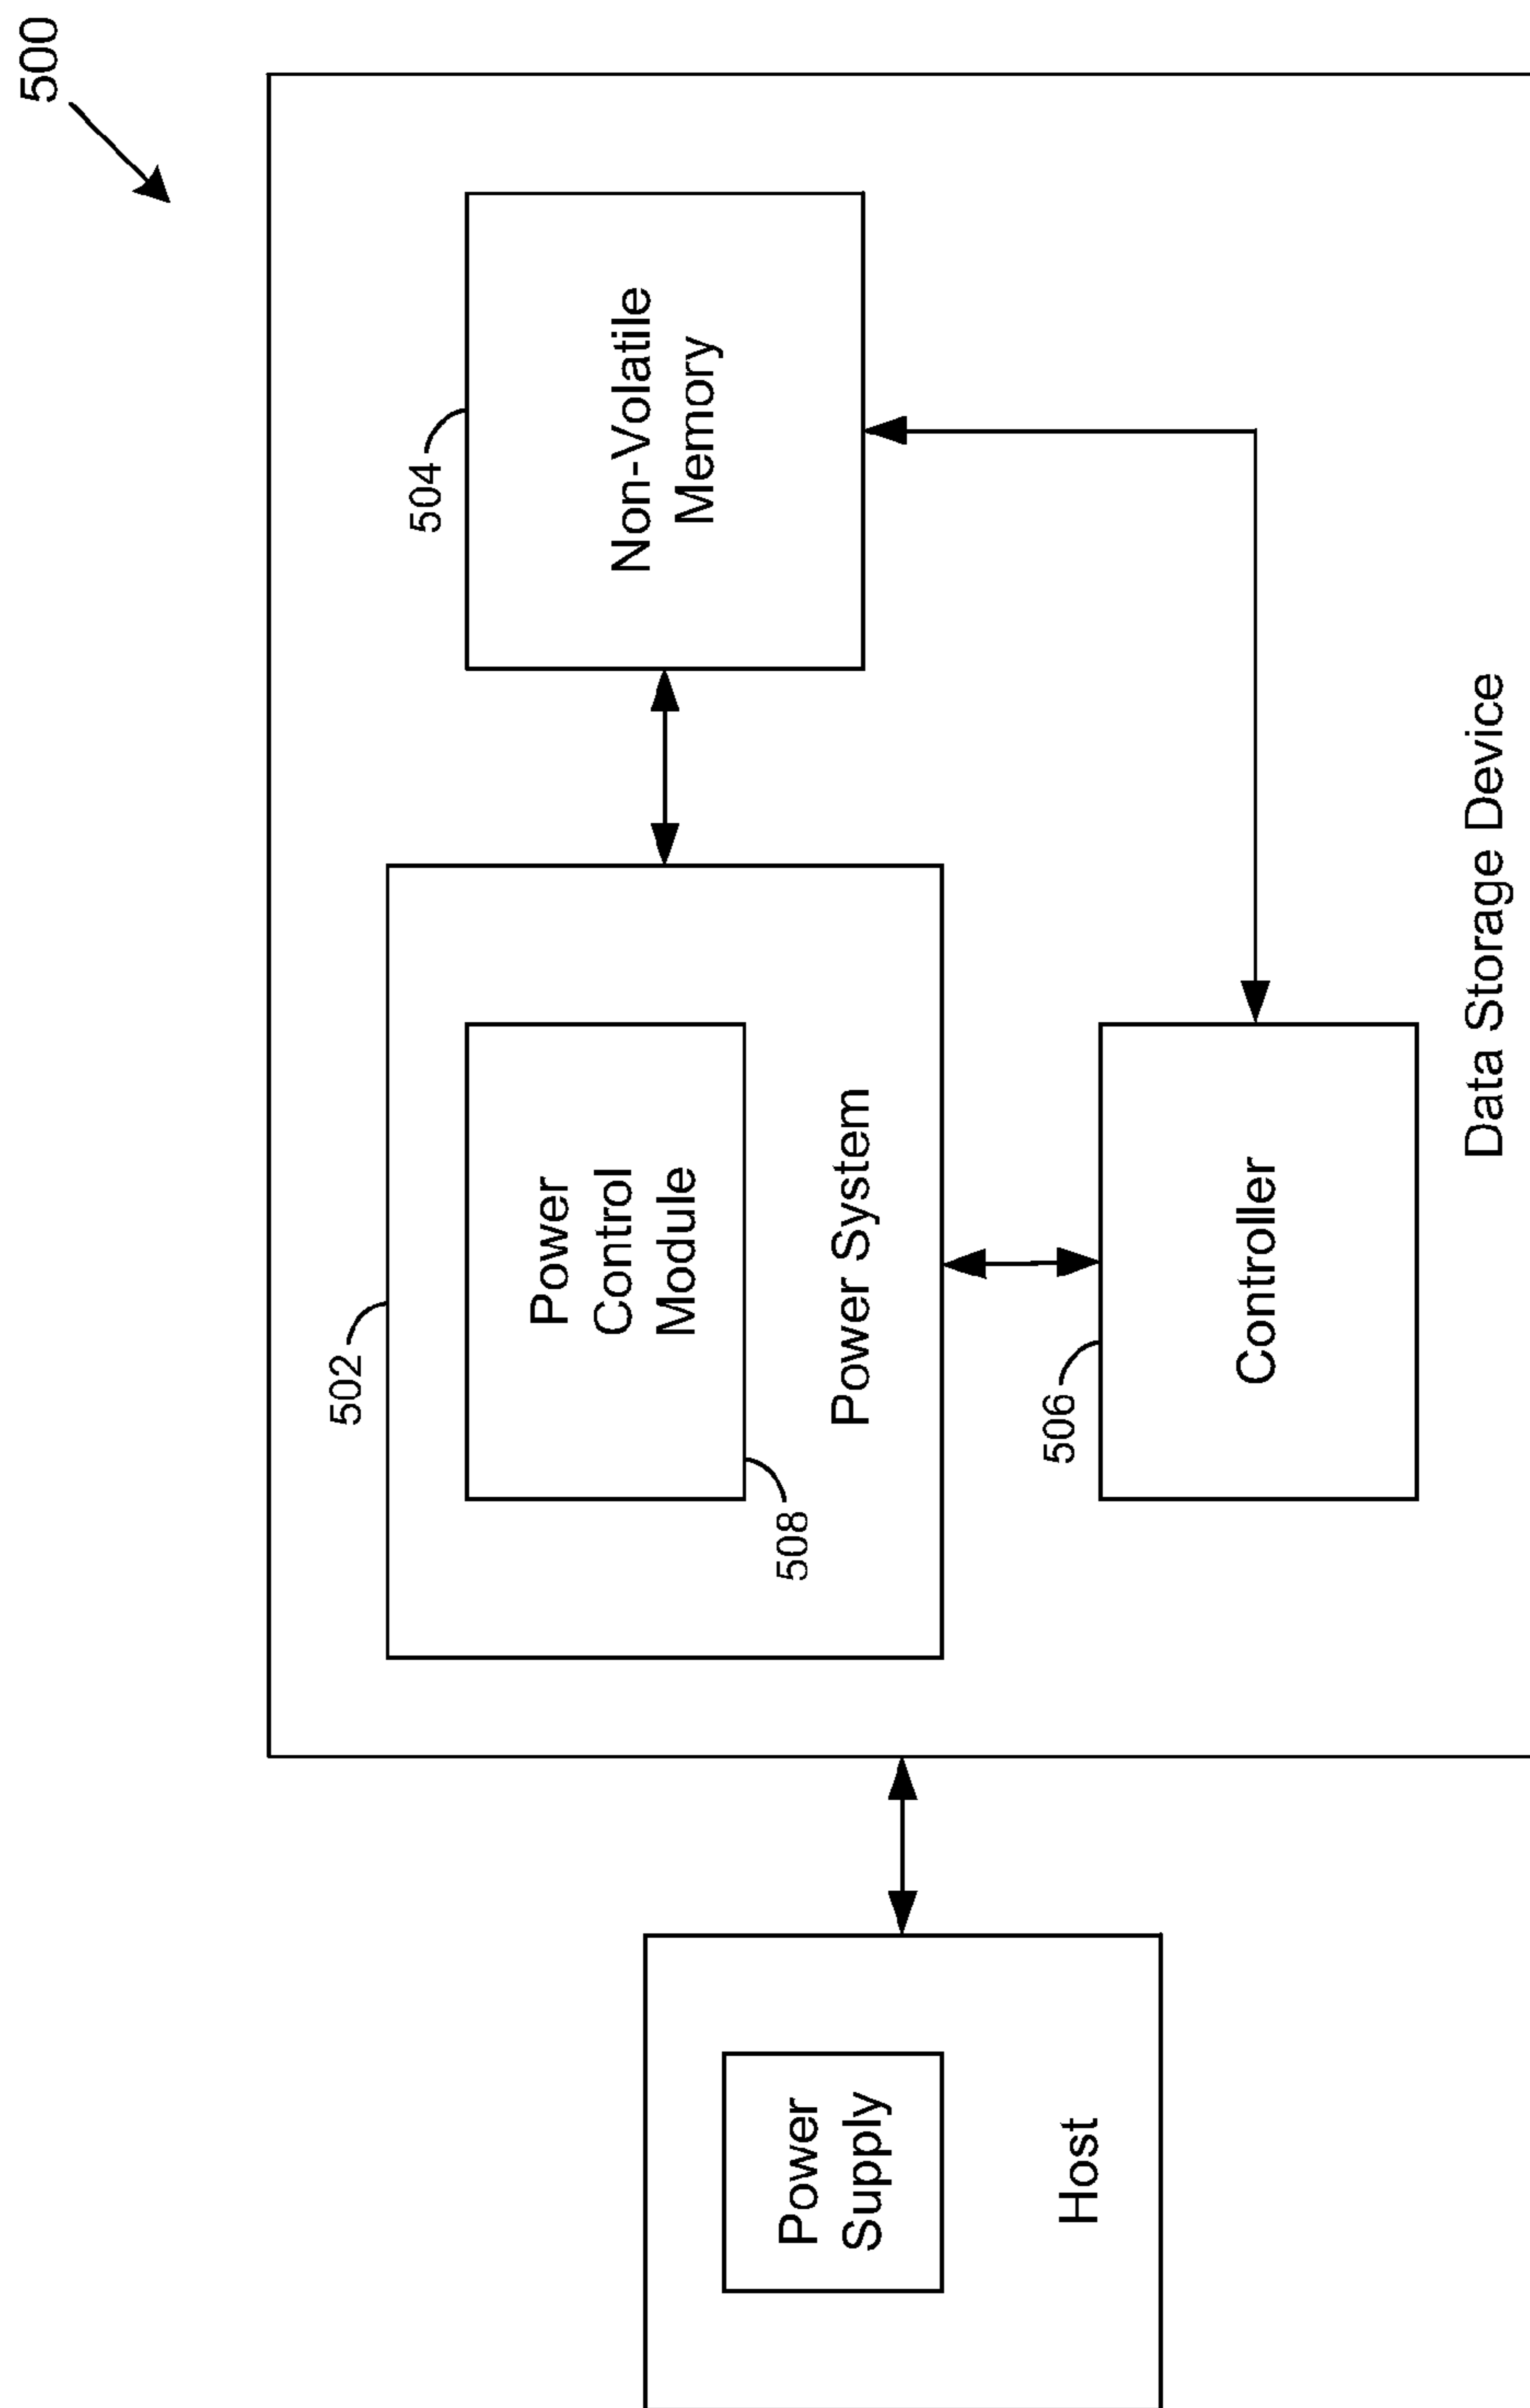 500
502
504
Power
Control
Module
508
Power System
Non-Volatile
Memory
Power
Supply
Host
506
Controller
Data Storage Device